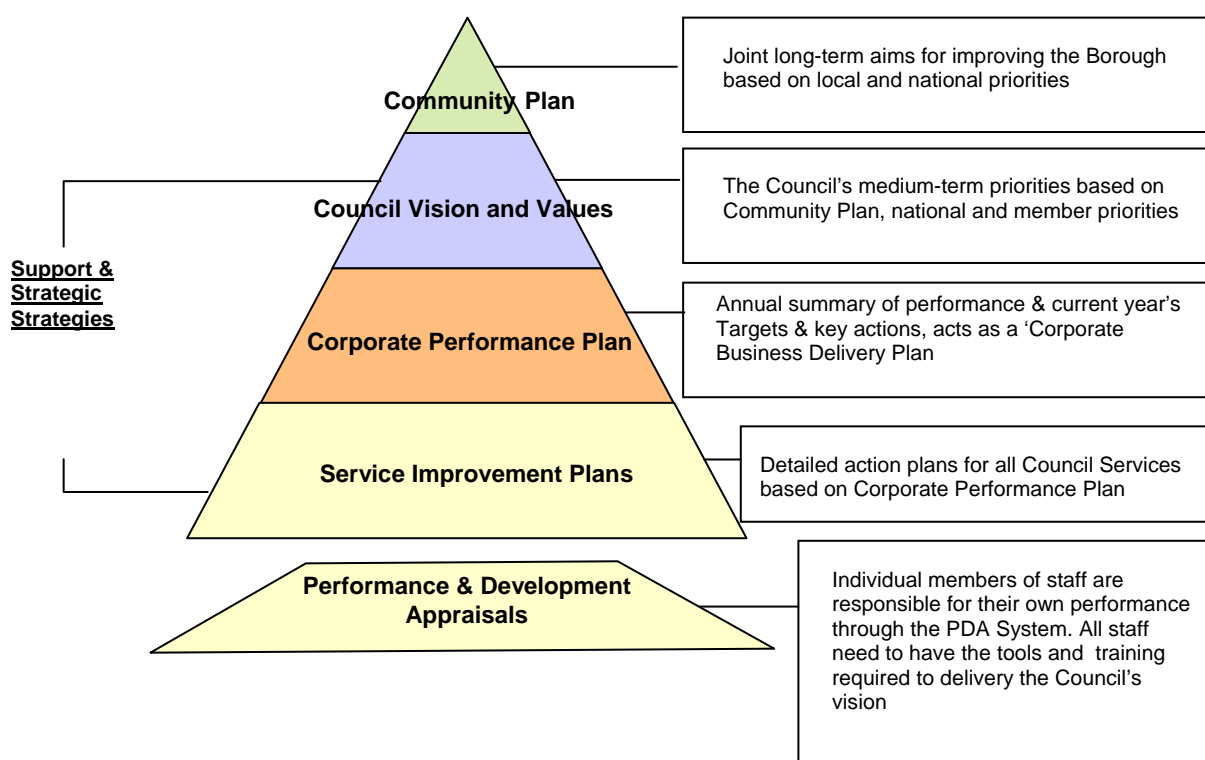 Community Plan
Joint long-term aims for improving the Borough
based on local and national priorities
Council Vision and Values
The Council's medium-term priorities based on
Community Plan, national and member priorities
Support &
Strategic
Strategies
Corporate Performance Plan
Annual summary of performance & current year's
Targets & key actions, acts as a 'Corporate
Business Delivery Plan
Service Improvement Plans
Detailed action plans for all Council Services
based on Corporate Performance Plan
Performance & Development
Appraisals
Individual members of staff are
responsible for their own performance
through the PDA System. All staff
need to have the tools and  training
required to delivery the Council's
vision